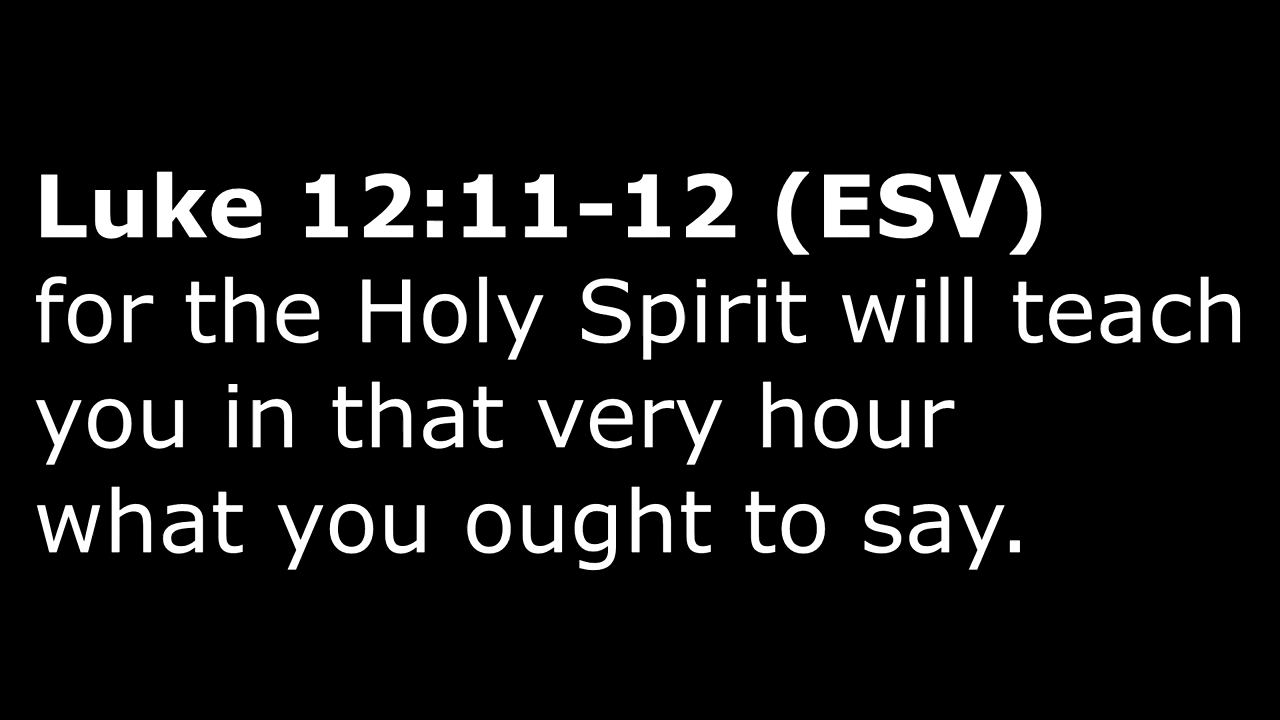 Luke 12:11-12 (ESV)
for the Holy Spirit will teach
you in that very hour
what you ought to say.